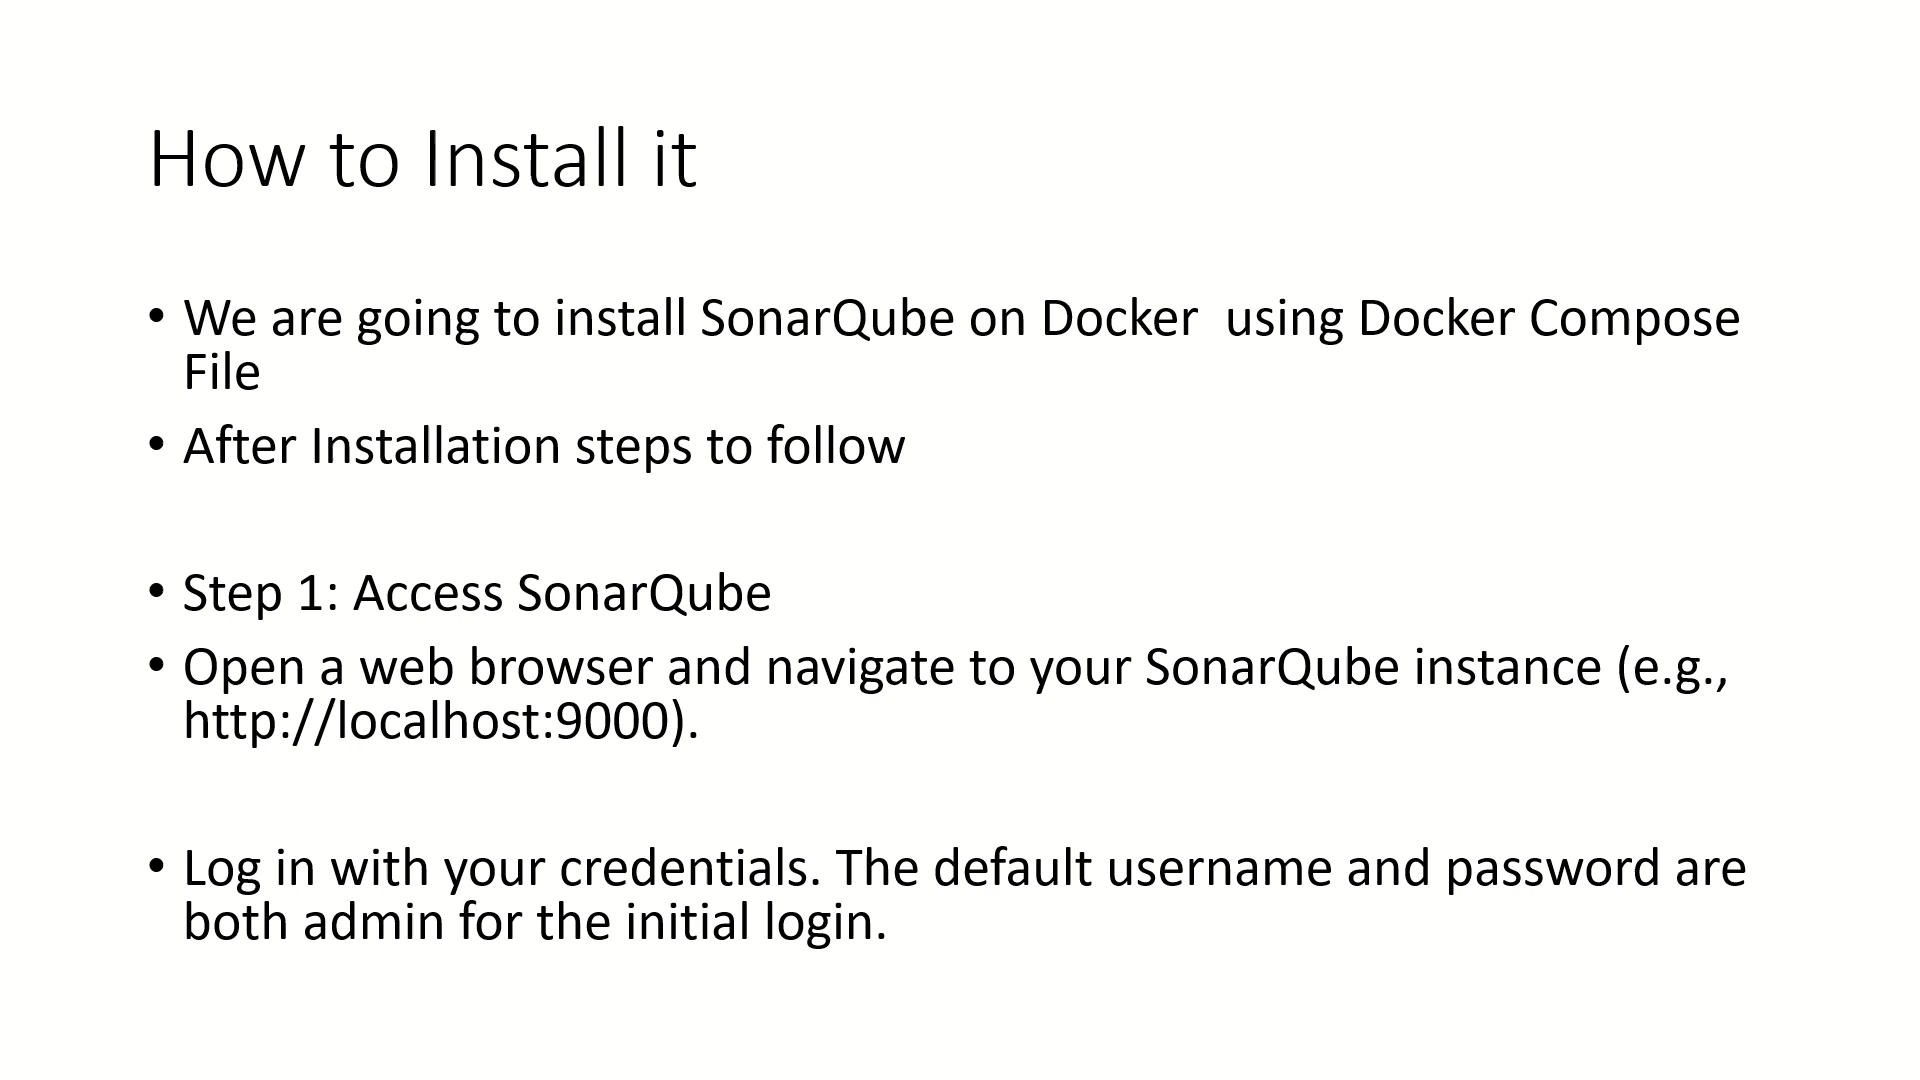 How to Install it
• We are going to install SonarQube on Docker  using Docker Compose
File
• After Installation steps to follow
• Step 1: Access SonarQube
• Open a web browser and navigate to your SonarQube instance (e.g.,
http://localhost:9000).
• Log in with your credentials. The default username and password are
both admin for the initial login.